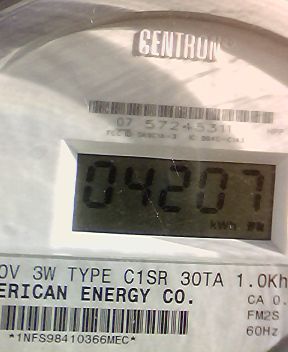 CENTRON
07 57245311
04207
kWh
0V 3W TYPE C1SR 30TA 1.0Kh
ERICAN ENERGY CO.
CA 0.
FM2S
60Hz
*1NFS98410366MEC*